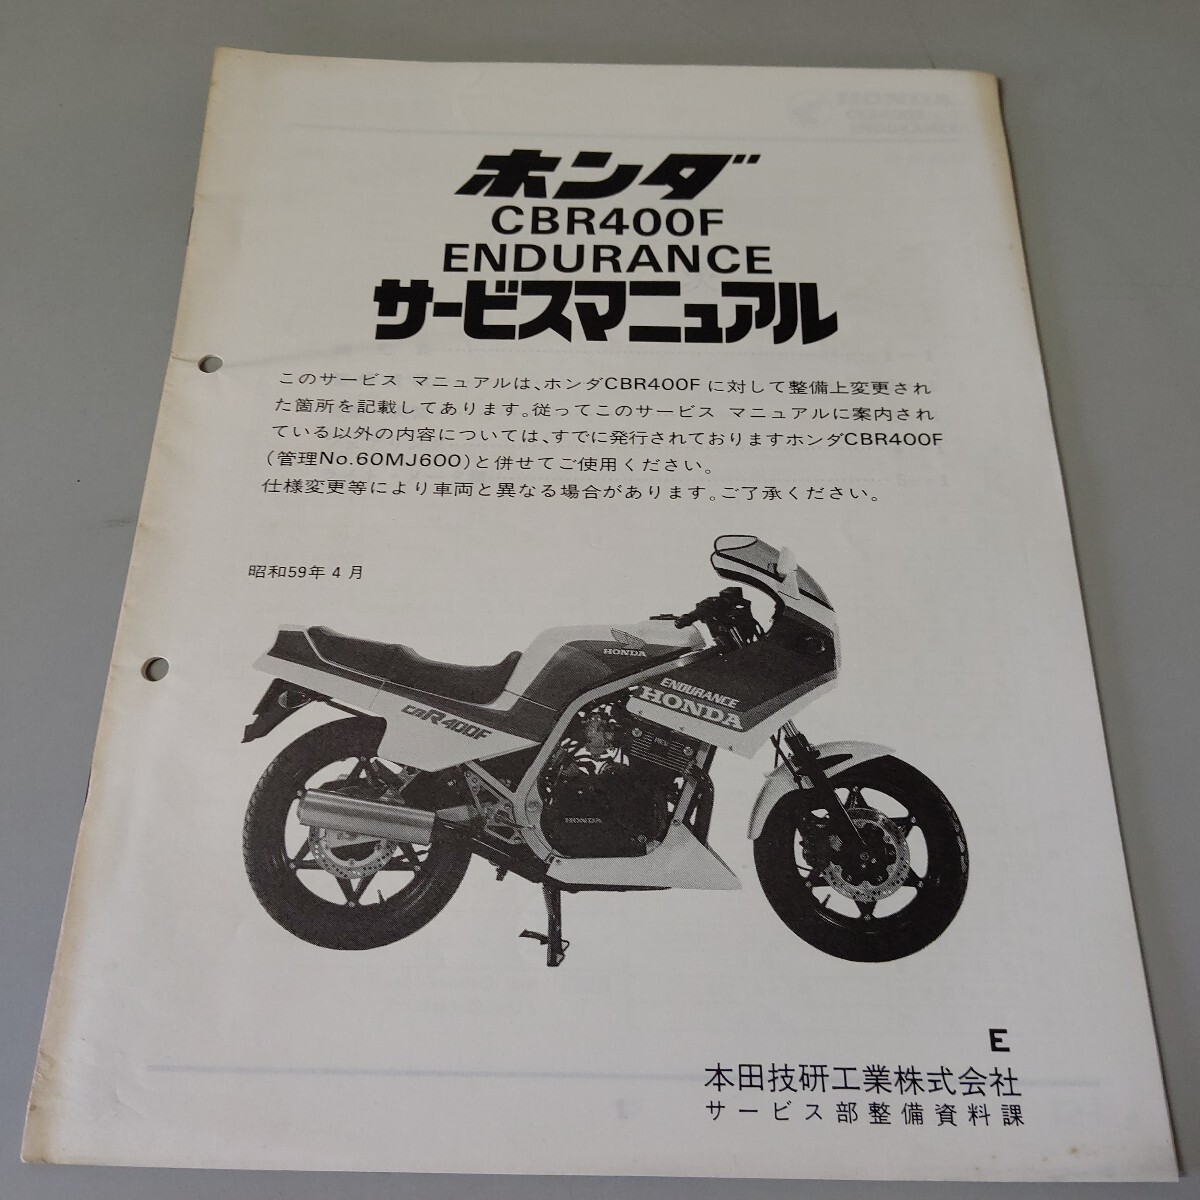 ホンダ
CBR400F
ENDURANCE
サービスマニュアル
このサービス マニュアルは、ホンダCBR400F に対して整備上変更され
た箇所を記載してあります。従ってこのサービス マニュアルに案内され
ている以外の内容については、すでに発行されておりますホンダCBR400F
(管理No.60MJ600)と併せてご使用ください。
仕様変更等により車両と異なる場合があります。ご了承ください。
昭和59年 4 月
HONDA
ENDURANCE
HONDA
CBR400F
REV
HONDA
E
本田技研工業株式会社
サービス部整備資料課